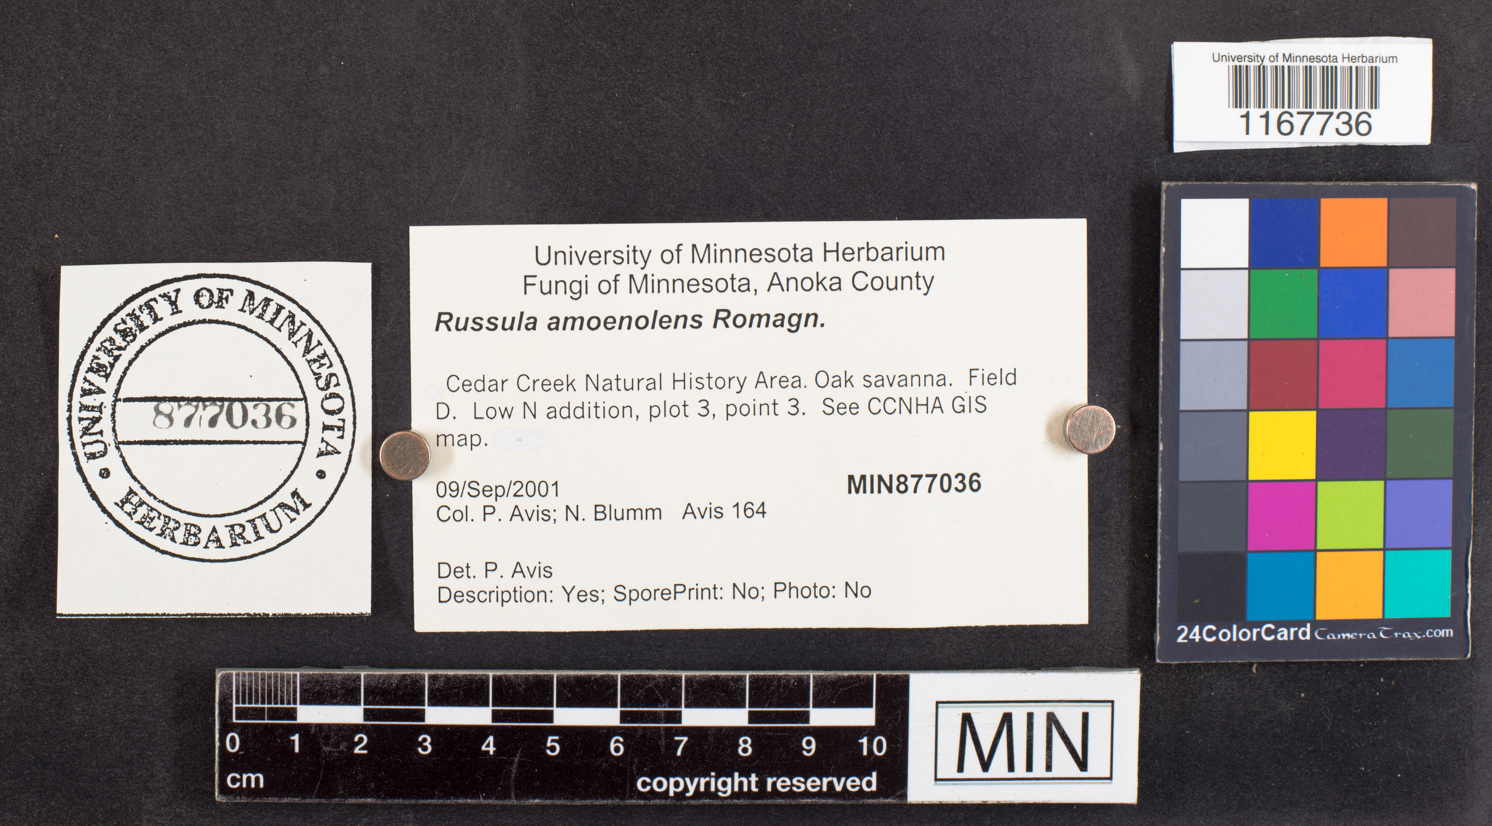 University of Minnesota Herbarium
1167736
University of Minnesota Herbarium
Fungi of Minnesota, Anoka County
Russula amoenolens Romagn.
Cedar Creek Natural History Area. Oak savanna. Field
D. Low N addition, plot 3, point 3. See CCNHA GIS
map.
MIN877036
09/Sep/2001
Col. P. Avis; N. Blumm Avis 164
Det. P. Avis
Description: Yes; SporePrint: No; Photo: No
UNIVERSITY OF MINNESOTA
877036
• HERBARIUM •
24ColorCard CameraTrax.com
0 1 2 3 4 5 6 7 8 9 10
cm
copyright reserved
MIN